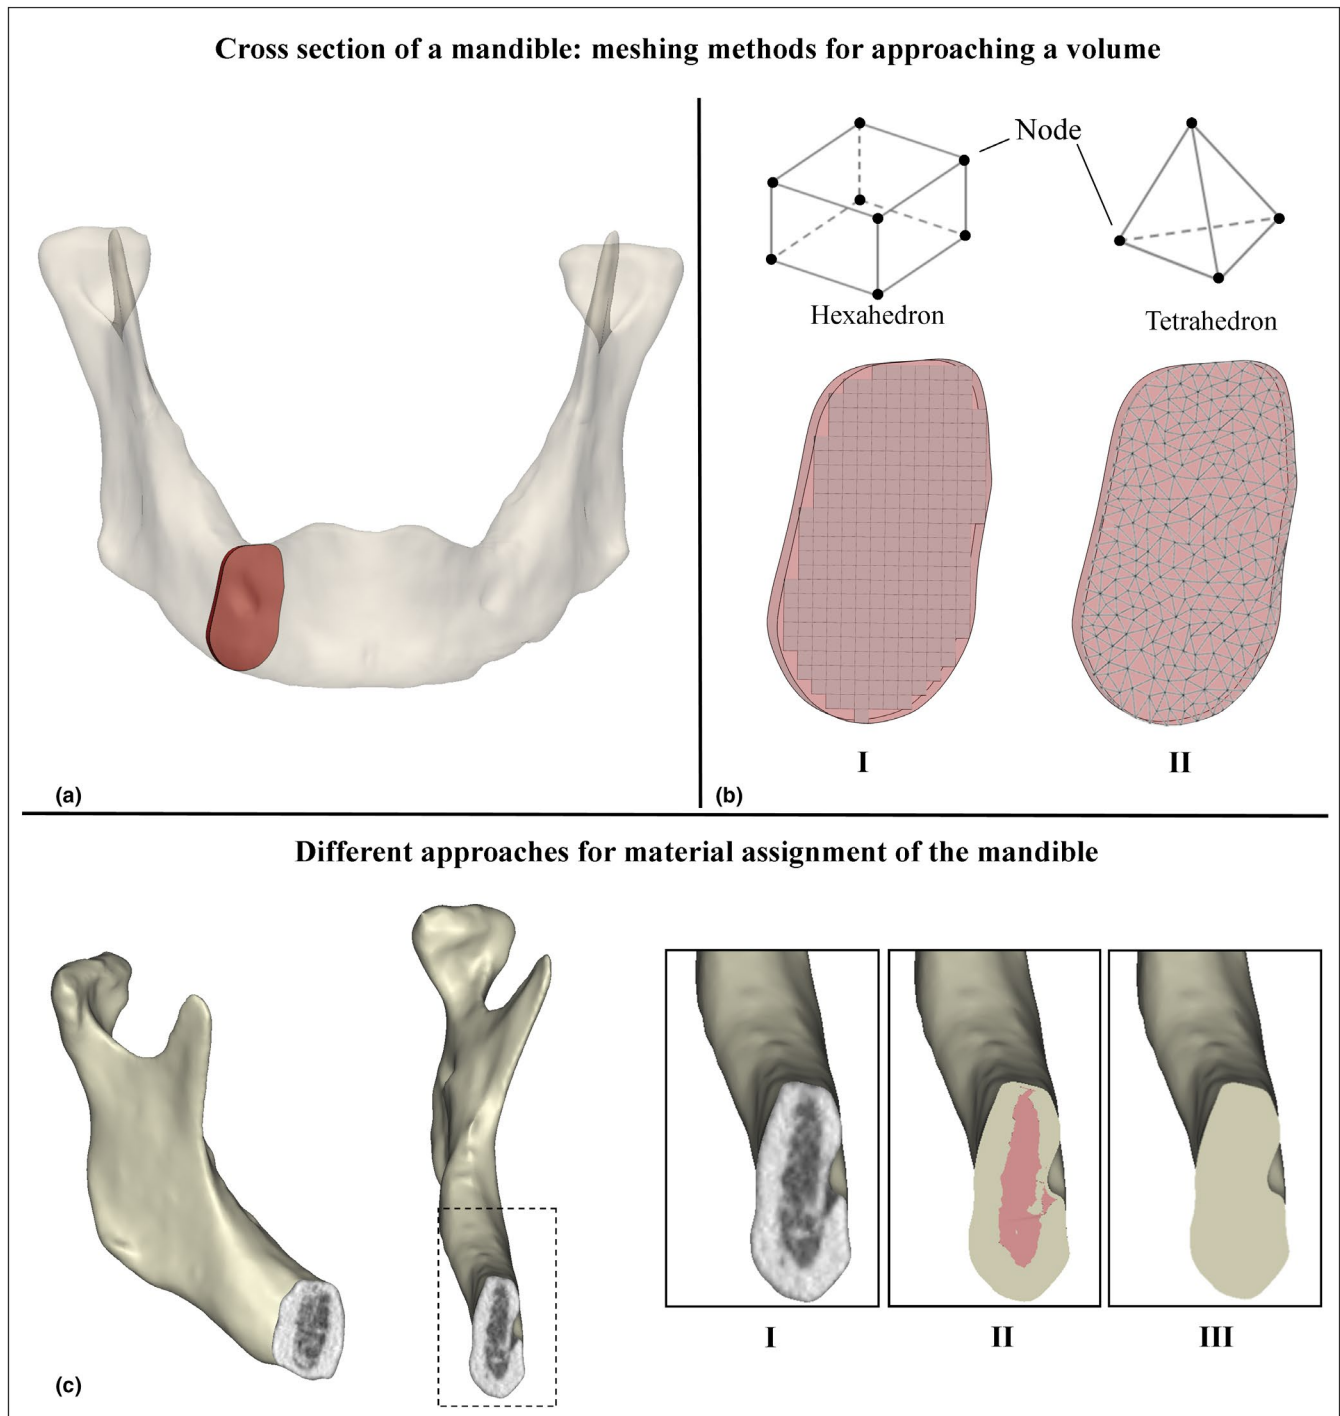 Cross section of a mandible: meshing methods for approaching a volume
Node
Hexahedron
Tetrahedron
I
II
(a)
(b)
Different approaches for material assignment of the mandible
I
II
III
(c)